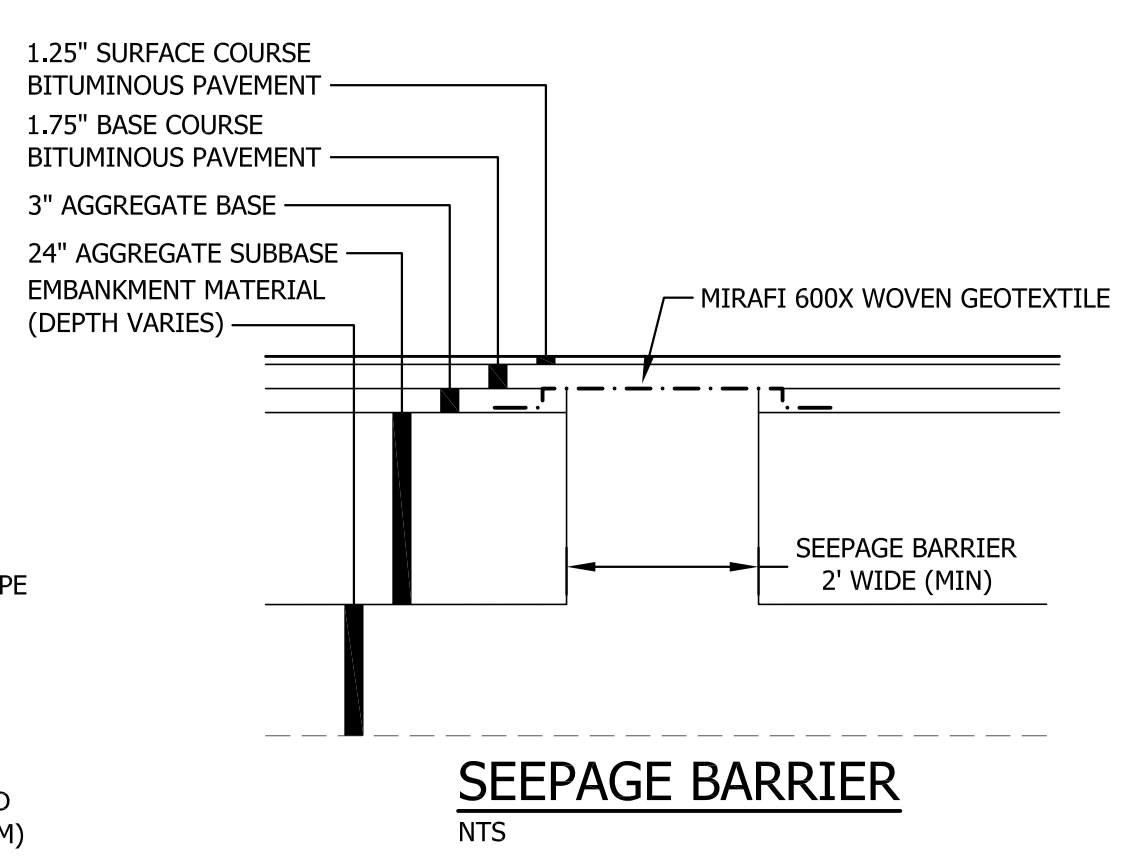 1.25" SURFACE COURSE
BITUMINOUS PAVEMENT
1.75" BASE COURSE
BITUMINOUS PAVEMENT
3" AGGREGATE BASE
24" AGGREGATE SUBBASE
EMBANKMENT MATERIAL
(DEPTH VARIES)
MIRAFI 600X WOVEN GEOTEXTILE
SEEPAGE BARRIER
2' WIDE (MIN)
PE
M)
SEEPAGE BARRIER
NTS